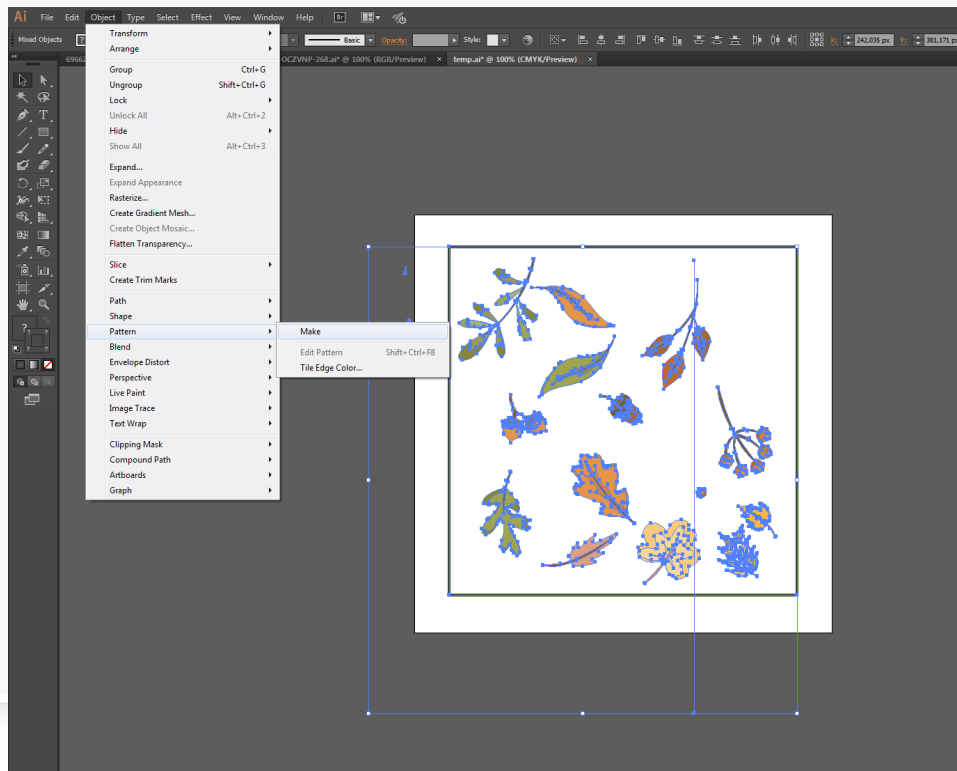 Ai File Edit Object Type Select Effect View Window Help Br
Mixed Objects ? Basic Opacity: Style: X: 242,035 px Y: 381,171 px
6966 -OCZVNP-268.ai* @ 100% (RGB/Preview) × temp.ai* @ 100% (CMYK/Preview) ×
Transform
Arrange
Group Ctrl+G
Ungroup Shift+Ctrl+G
Lock
Unlock All Alt+Ctrl+2
Hide
Show All Alt+Ctrl+3
Expand...
Expand Appearance
Rasterize...
Create Gradient Mesh...
Create Object Mosaic...
Flatten Transparency...
Slice
Create Trim Marks
Path
Shape
Pattern
Make
Blend
Edit Pattern Shift+Ctrl+F8
Envelope Distort
Tile Edge Color...
Perspective
Live Paint
Image Trace
Text Wrap
Clipping Mask
Compound Path
Artboards
Graph